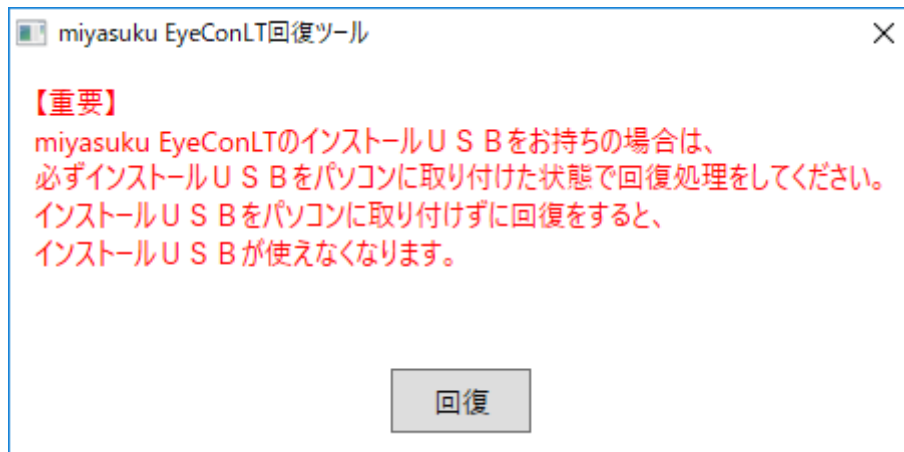 miyasuku EyeConLT回復ツール
【重要】
miyasuku EyeConLTのインストールＵＳＢをお持ちの場合は、
必ずインストールＵＳＢをパソコンに取り付けた状態で回復処理をしてください。
インストールＵＳＢをパソコンに取り付けずに回復をすると、
インストールＵＳＢが使えなくなります。
回復